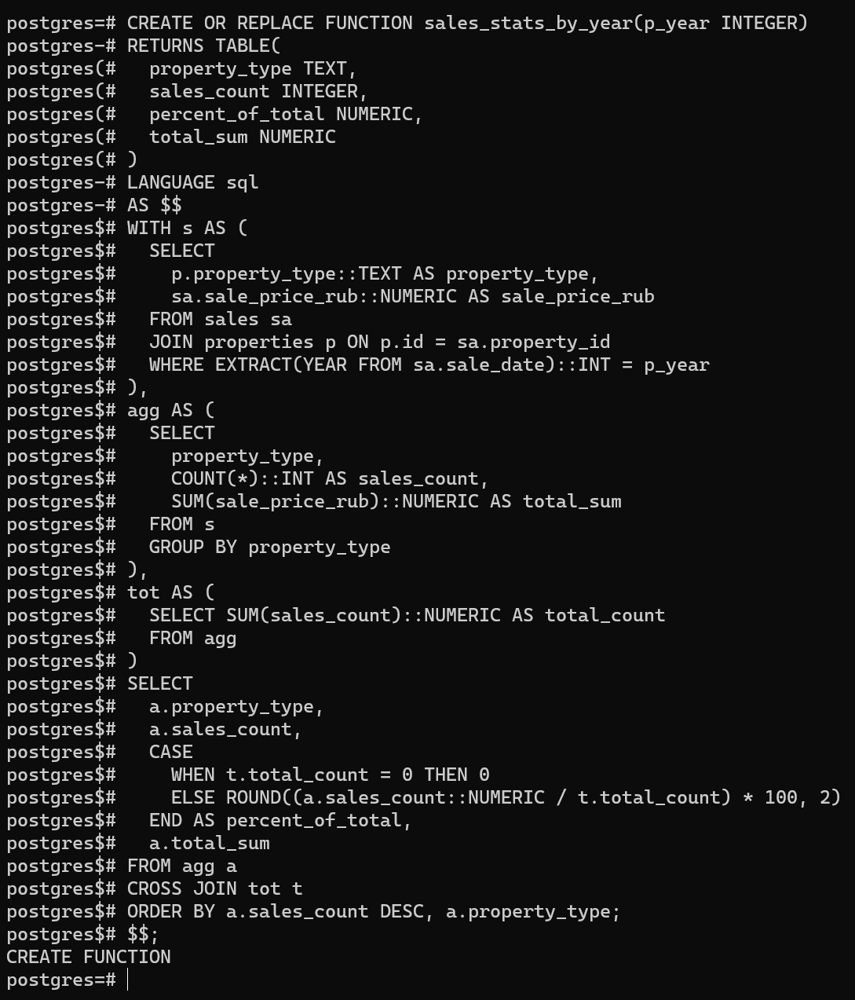 postgres=# CREATE OR REPLACE FUNCTION sales_stats_by_year(p_year INTEGER)
postgres-# RETURNS TABLE(
postgres(#   property_type TEXT,
postgres(#   sales_count INTEGER,
postgres(#   percent_of_total NUMERIC,
postgres(#   total_sum NUMERIC
postgres(# )
postgres-# LANGUAGE sql
postgres-# AS $$
postgres$# WITH s AS (
postgres$#   SELECT
postgres$#     p.property_type::TEXT AS property_type,
postgres$#     sa.sale_price_rub::NUMERIC AS sale_price_rub
postgres$#   FROM sales sa
postgres$#   JOIN properties p ON p.id = sa.property_id
postgres$#   WHERE EXTRACT(YEAR FROM sa.sale_date)::INT = p_year
postgres$# ),
postgres$# agg AS (
postgres$#   SELECT
postgres$#     property_type,
postgres$#     COUNT(*)::INT AS sales_count,
postgres$#     SUM(sale_price_rub)::NUMERIC AS total_sum
postgres$#   FROM s
postgres$#   GROUP BY property_type
postgres$# ),
postgres$# tot AS (
postgres$#   SELECT SUM(sales_count)::NUMERIC AS total_count
postgres$#   FROM agg
postgres$# )
postgres$# SELECT
postgres$#   a.property_type,
postgres$#   a.sales_count,
postgres$#   CASE
postgres$#     WHEN t.total_count = 0 THEN 0
postgres$#     ELSE ROUND((a.sales_count::NUMERIC / t.total_count) * 100, 2)
postgres$#   END AS percent_of_total,
postgres$#   a.total_sum
postgres$# FROM agg a
postgres$# CROSS JOIN tot t
postgres$# ORDER BY a.sales_count DESC, a.property_type;
postgres$# $$;
CREATE FUNCTION
postgres=#